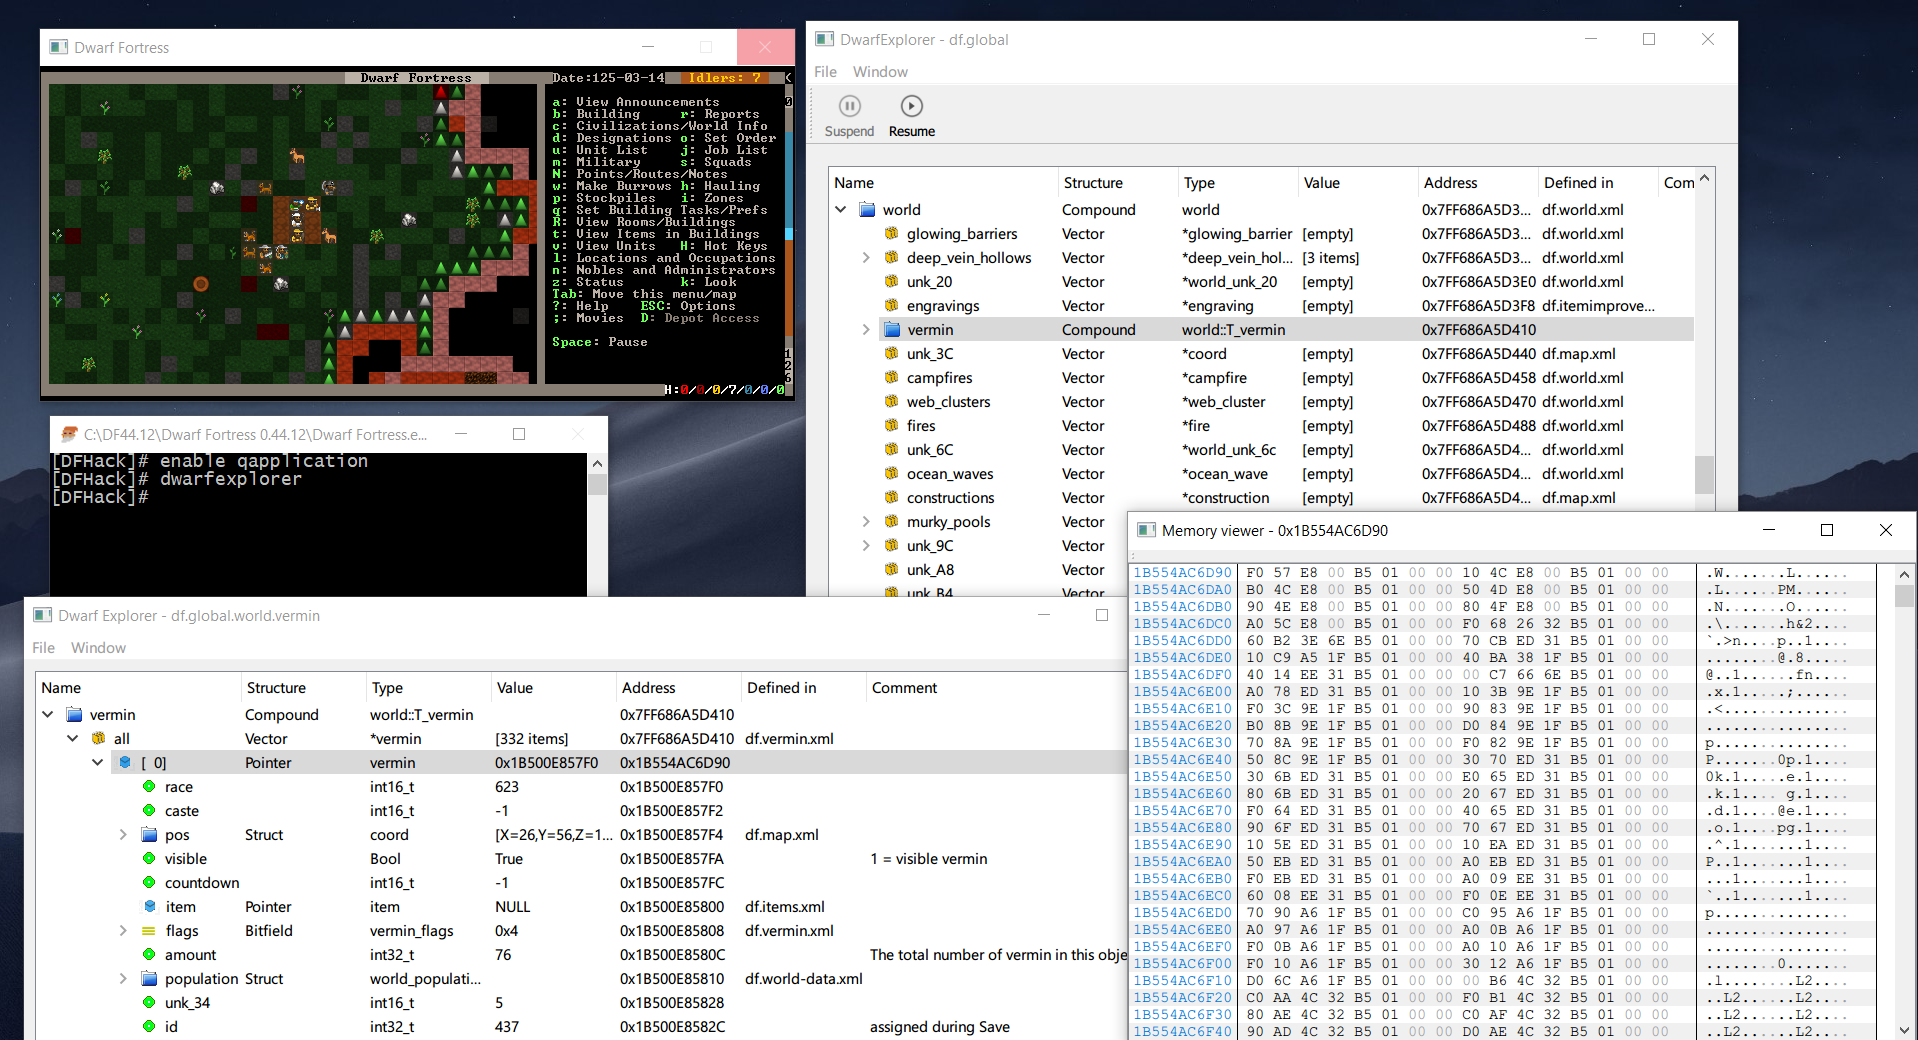 Dwarf Fortress
Dwarf Fortress
Date:125-03-14 Idlers: 7
a: View Announcements
b: Building r: Reports
c: Civilizations/World Info
d: Designations o: Set Order
u: Unit List j: Job List
m: Military s: Squads
N: Points/Routes/Notes
w: Make Burrows h: Hauling
p: Stockpiles i: Zones
q: Set Building Tasks/Prefs
R: View Rooms/Buildings
t: View Items in Buildings
v: View Units H: Hot Keys
l: Locations and Occupations
n: Nobles and Administrators
z: Status k: Look
Tab: Move this menu/map
?: Help ESC: Options
;: Movies D: Depot Access
Space: Pause
H:0/0/0/7/0/0/0
C:\DF44.12\Dwarf Fortress 0.44.12\Dwarf Fortress.e...
[DFHack]# enable qapplication
[DFHack]# dwarfexplorer
[DFHack]#
DwarfExplorer - df.global
File Window
Suspend Resume
Name Structure Type Value Address Defined in Com
world Compound world 0x7FF686A5D3... df.world.xml
glowing_barriers Vector *glowing_barrier [empty] 0x7FF686A5D3... df.world.xml
deep_vein_hollows Vector *deep_vein_hol... [3 items] 0x7FF686A5D3... df.world.xml
unk_20 Vector *world_unk_20 [empty] 0x7FF686A5D3E0 df.world.xml
engravings Vector *engraving [empty] 0x7FF686A5D3F8 df.itemimprove...
vermin Compound world::T_vermin 0x7FF686A5D410
unk_3C Vector *coord [empty] 0x7FF686A5D440 df.map.xml
campfires Vector *campfire [empty] 0x7FF686A5D458 df.world.xml
web_clusters Vector *web_cluster [empty] 0x7FF686A5D470 df.world.xml
fires Vector *fire [empty] 0x7FF686A5D488 df.world.xml
unk_6C Vector *world_unk_6c [empty] 0x7FF686A5D4... df.world.xml
ocean_waves Vector *ocean_wave [empty] 0x7FF686A5D4... df.world.xml
constructions Vector *construction [empty] 0x7FF686A5D4... df.map.xml
murky_pools Vector
unk_9C Vector
unk_A8 Vector
unk_B4 Vector
Dwarf Explorer - df.global.world.vermin
File Window
Name Structure Type Value Address Defined in Comment
vermin Compound world::T_vermin 0x7FF686A5D410
all Vector *vermin [332 items] 0x7FF686A5D410 df.vermin.xml
[ 0] Pointer vermin 0x1B500E857F0 0x1B554AC6D90
race int16_t 623 0x1B500E857F0
caste int16_t -1 0x1B500E857F2
pos Struct coord [X=26,Y=56,Z=1... 0x1B500E857F4 df.map.xml
visible Bool True 0x1B500E857FA 1 = visible vermin
countdown int16_t -1 0x1B500E857FC
item Pointer item NULL 0x1B500E85800 df.items.xml
flags Bitfield vermin_flags 0x4 0x1B500E85808 df.vermin.xml
amount int32_t 76 0x1B500E8580C The total number of vermin in this obje
population Struct world_populati... 0x1B500E85810 df.world-data.xml
unk_34 int16_t 5 0x1B500E85828
id int32_t 437 0x1B500E8582C assigned during Save
Memory viewer - 0x1B554AC6D90
1B554AC6D90 F0 57 E8 00 B5 01 00 00 10 4C E8 00 B5 01 00 00 .W.......L......
1B554AC6DA0 B0 4C E8 00 B5 01 00 00 50 4D E8 00 B5 01 00 00 .L......PM......
1B554AC6DB0 90 4E E8 00 B5 01 00 00 80 4F E8 00 B5 01 00 00 .N.......O......
1B554AC6DC0 A0 5C E8 00 B5 01 00 00 F0 68 26 32 B5 01 00 00 .\.......h&2....
1B554AC6DD0 60 B2 3E 6E B5 01 00 00 70 CB ED 31 B5 01 00 00 `.>n....p..1....
1B554AC6DE0 10 C9 A5 1F B5 01 00 00 40 BA 38 1F B5 01 00 00 ........@.8.....
1B554AC6DF0 40 14 EE 31 B5 01 00 00 00 C7 66 6E B5 01 00 00 @..1......fn....
1B554AC6E00 A0 78 ED 31 B5 01 00 00 10 3B 9E 1F B5 01 00 00 .x.1.....;......
1B554AC6E10 F0 3C 9E 1F B5 01 00 00 90 83 9E 1F B5 01 00 00 .<..............
1B554AC6E20 B0 8B 9E 1F B5 01 00 00 D0 84 9E 1F B5 01 00 00 ................
1B554AC6E30 70 8A 9E 1F B5 01 00 00 F0 82 9E 1F B5 01 00 00 p...............
1B554AC6E40 50 8C 9E 1F B5 01 00 00 30 70 ED 31 B5 01 00 00 P.......0p.1....
1B554AC6E50 30 6B ED 31 B5 01 00 00 E0 65 ED 31 B5 01 00 00 0k.1.....e.1....
1B554AC6E60 80 6B ED 31 B5 01 00 00 20 67 ED 31 B5 01 00 00 .k.1.... g.1....
1B554AC6E70 F0 64 ED 31 B5 01 00 00 40 65 ED 31 B5 01 00 00 .d.1....@e.1....
1B554AC6E80 90 6F ED 31 B5 01 00 00 70 67 ED 31 B5 01 00 00 .o.1....pg.1....
1B554AC6E90 10 5E ED 31 B5 01 00 00 10 EA ED 31 B5 01 00 00 .^.1.......1....
1B554AC6EA0 50 EB ED 31 B5 01 00 00 A0 EB ED 31 B5 01 00 00 P..1.......1....
1B554AC6EB0 F0 EB ED 31 B5 01 00 00 A0 09 EE 31 B5 01 00 00 ...1.......1....
1B554AC6EC0 60 08 EE 31 B5 01 00 00 F0 0E EE 31 B5 01 00 00 `..1.......1....
1B554AC6ED0 70 90 A6 1F B5 01 00 00 C0 95 A6 1F B5 01 00 00 p...............
1B554AC6EE0 A0 97 A6 1F B5 01 00 00 A0 0B A6 1F B5 01 00 00 ................
1B554AC6EF0 F0 0B A6 1F B5 01 00 00 A0 10 A6 1F B5 01 00 00 ................
1B554AC6F00 F0 10 A6 1F B5 01 00 00 30 12 A6 1F B5 01 00 00 ........0.......
1B554AC6F10 D0 6C A6 1F B5 01 00 00 00 B6 4C 32 B5 01 00 00 .l........L2....
1B554AC6F20 C0 AA 4C 32 B5 01 00 00 F0 B1 4C 32 B5 01 00 00 ..L2......L2....
1B554AC6F30 80 AE 4C 32 B5 01 00 00 C0 AF 4C 32 B5 01 00 00 ..L2......L2....
1B554AC6F40 90 AD 4C 32 B5 01 00 00 D0 AE 4C 32 B5 01 00 00 ..L2......L2....